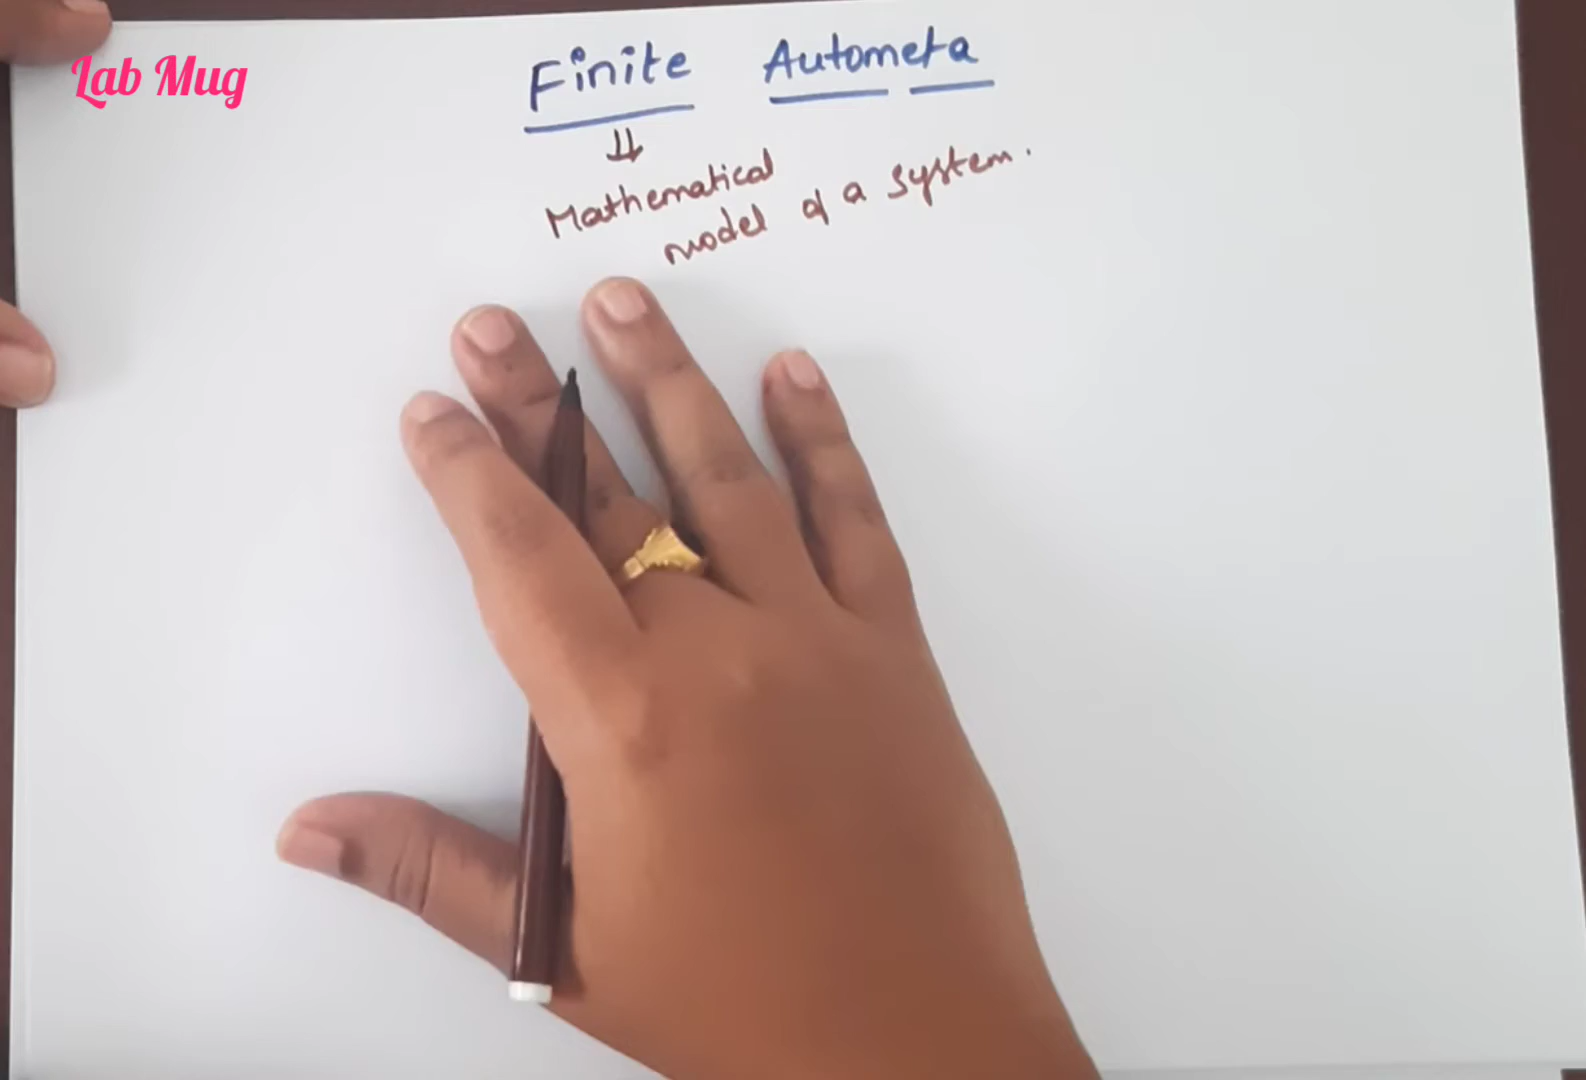 Lab Mug
Finite Autometa
⇓
Mathematical
model of a system.